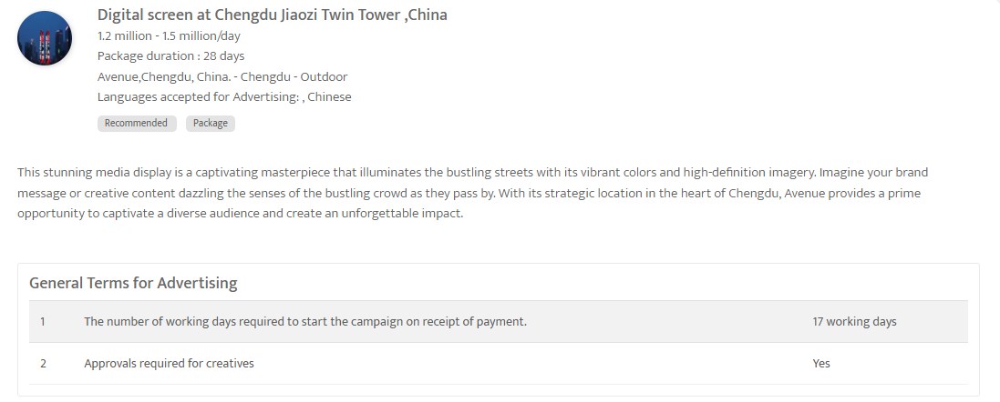 Digital screen at Chengdu Jiaozi Twin Tower ,China
1.2 million - 1.5 million/day
Package duration : 28 days
Avenue,Chengdu, China. - Chengdu - Outdoor
Languages accepted for Advertising: , Chinese
Recommended Package
This stunning media display is a captivating masterpiece that illuminates the bustling streets with its vibrant colors and high-definition imagery. Imagine your brand
message or creative content dazzling the senses of the bustling crowd as they pass by. With its strategic location in the heart of Chengdu, Avenue provides a prime
opportunity to captivate a diverse audience and create an unforgettable impact.
General Terms for Advertising
1 The number of working days required to start the campaign on receipt of payment. 17 working days
2 Approvals required for creatives Yes